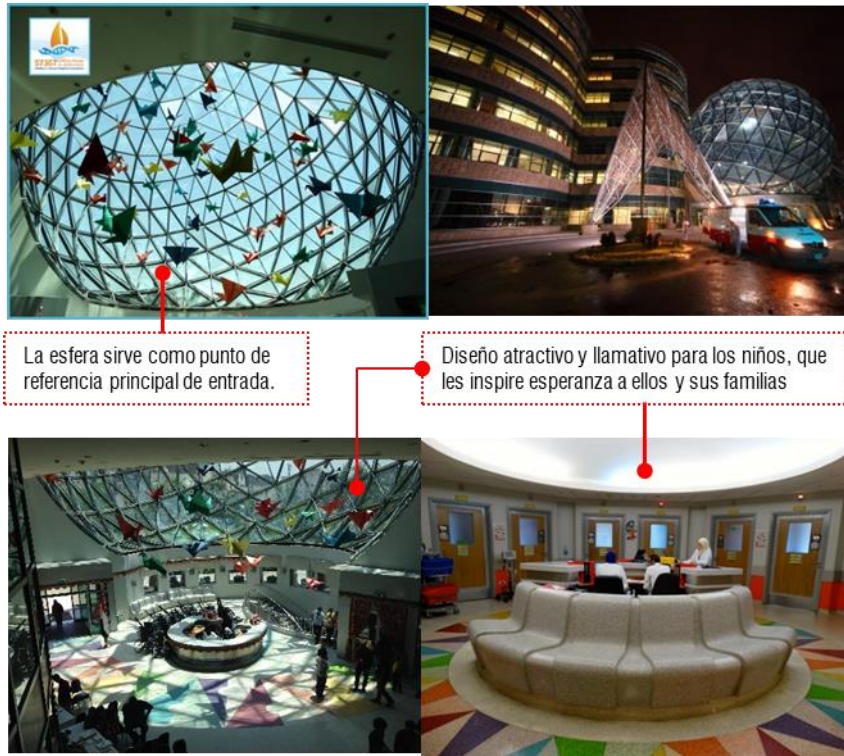 57357
La esfera sirve como punto de
referencia principal de entrada.
Diseño atractivo y llamativo para los niños, que
les inspire esperanza a ellos y sus familias